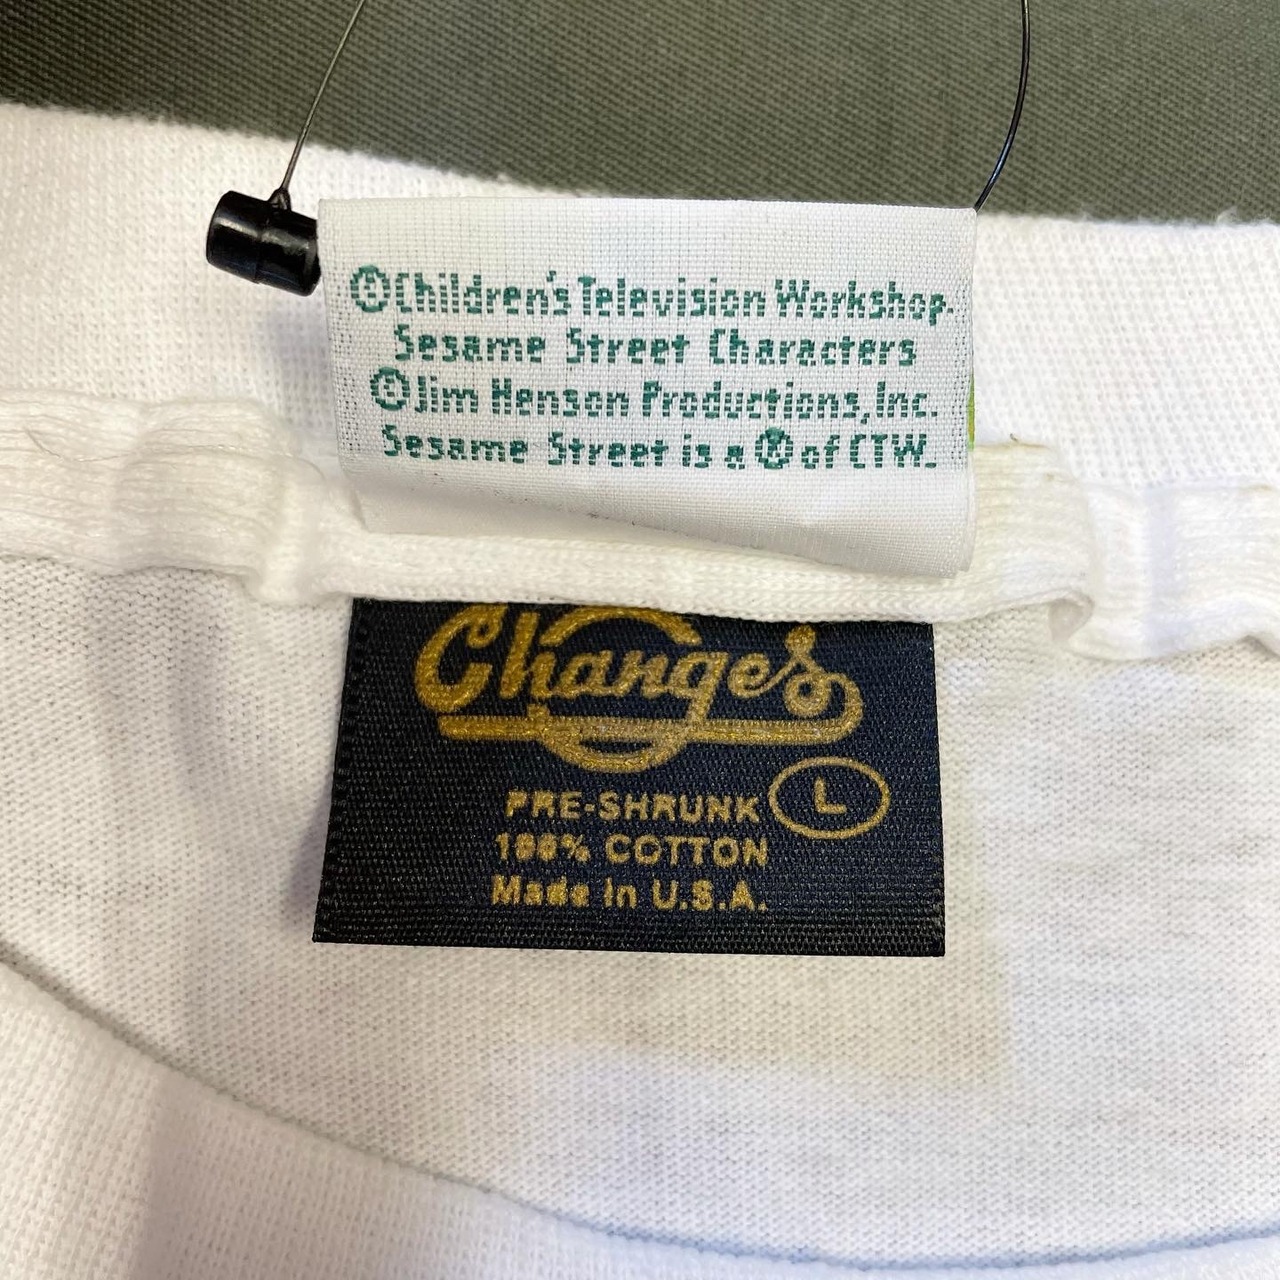 ©Children's Television Workshop.
Sesame Street Characters
©Jim Henson Productions, Inc.
Sesame Street is a ® of CTW.
Changes
PRE-SHRUNK
L
100% COTTON
Made in U.S.A.